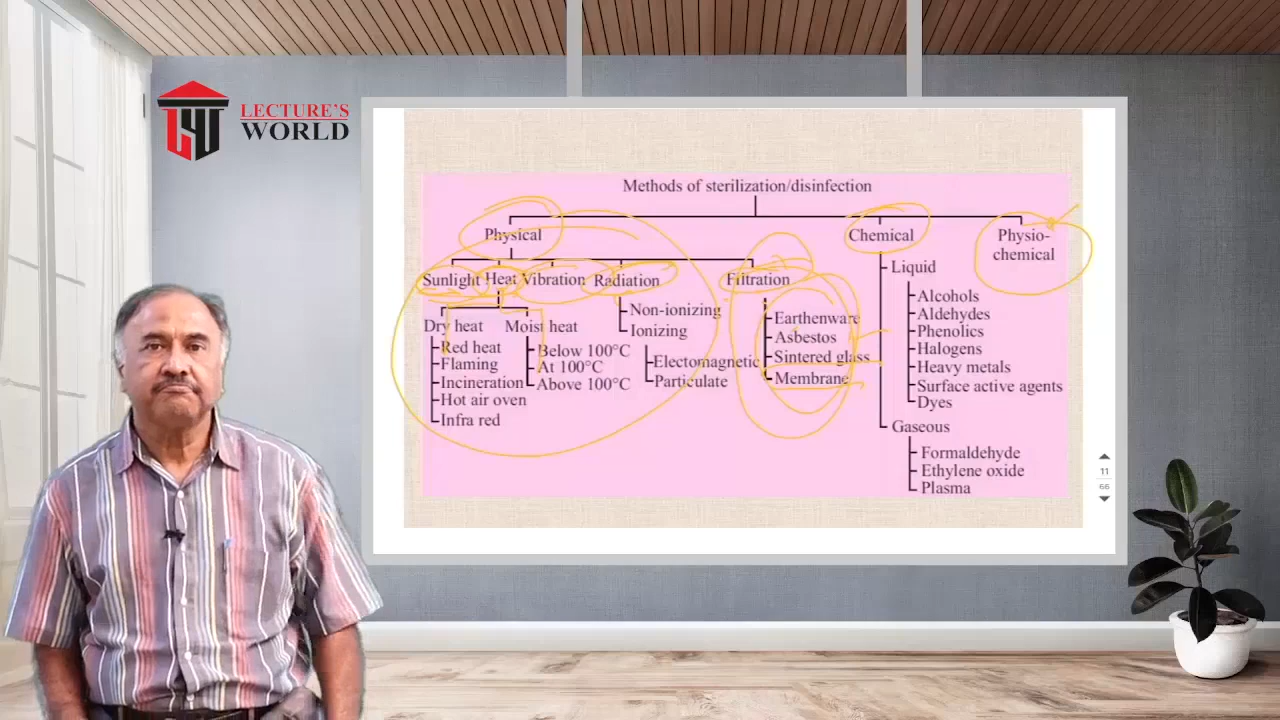 LECTURE'S
WORLD
Methods of sterilization/disinfection
Physical
Chemical
Physio-
chemical
Sunlight Heat Vibration Radiation
Filtration
Dry heat
Red heat
Flaming
Incineration
Hot air oven
Infra red
Moist heat
Below 100°C
At 100°C
Above 100°C
Non-ionizing
Ionizing
Electomagnetic
Particulate
Earthenware
Asbestos
Sintered glass
Membrane
Liquid
Alcohols
Aldehydes
Phenolics
Halogens
Heavy metals
Surface active agents
Dyes
Gaseous
Formaldehyde
Ethylene oxide
Plasma
11
66